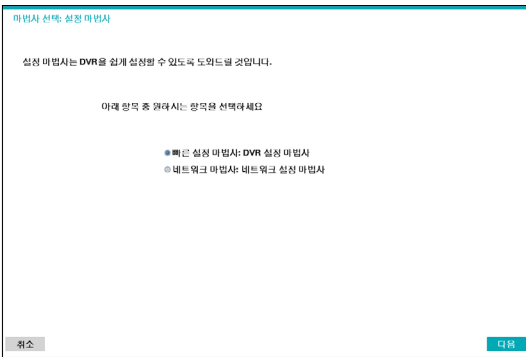 마법사 선택: 설정 마법사
설정 마법사는 DVR을 쉽게 설정할 수 있도록 도와드릴 것입니다.
아래 항목 중 원하시는 항목을 선택하세요
빠른 설정 마법사: DVR 설정 마법사
네트워크 마법사: 네트워크 설정 마법사
취소
다음